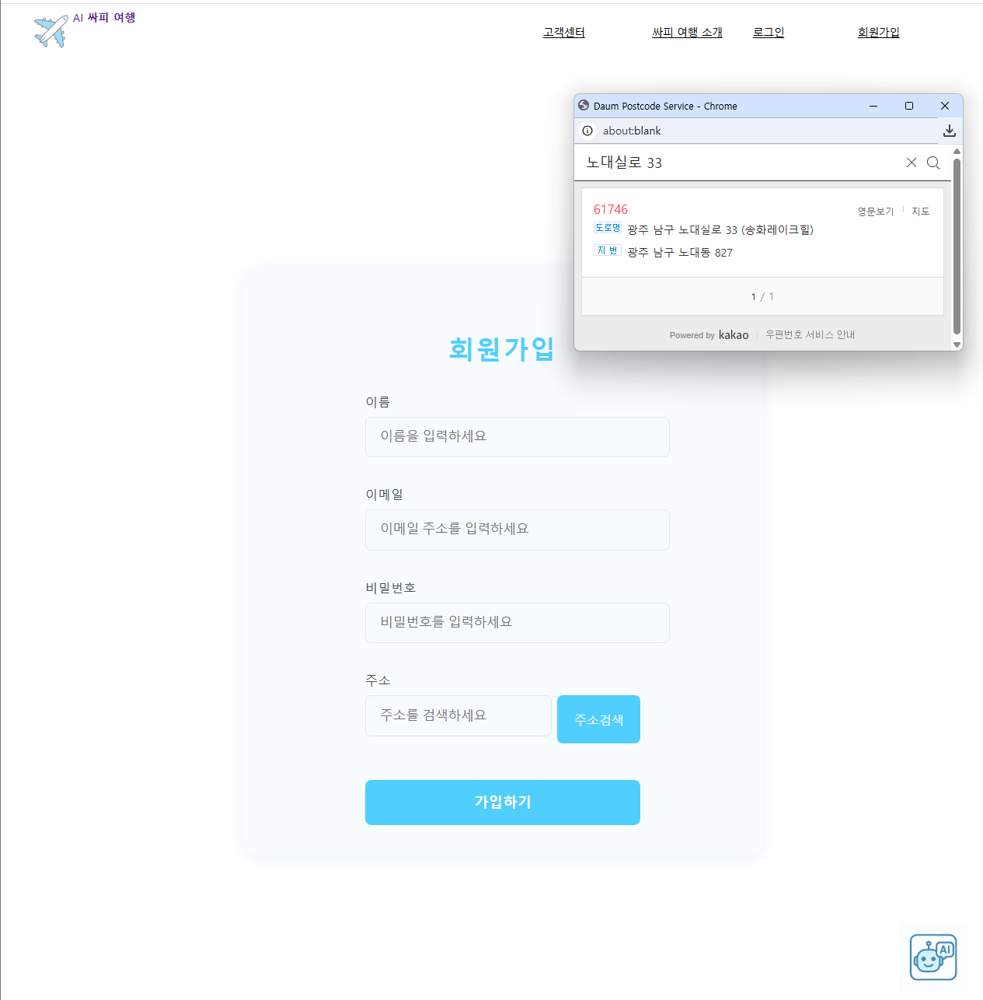 AI 싸피 여행
고객센터 싸피 여행 소개 로그인 회원가입
Daum Postcode Service - Chrome
about:blank
노대실로 33
61746 영문보기 지도
도로명 광주 남구 노대실로 33 (송화레이크힐)
지 번 광주 남구 노대동 827
1 / 1
Powered by kakao 우편번호 서비스 안내
회원가입
이름
이름을 입력하세요
이메일
이메일 주소를 입력하세요
비밀번호
비밀번호를 입력하세요
주소
주소를 검색하세요 주소검색
가입하기
AI